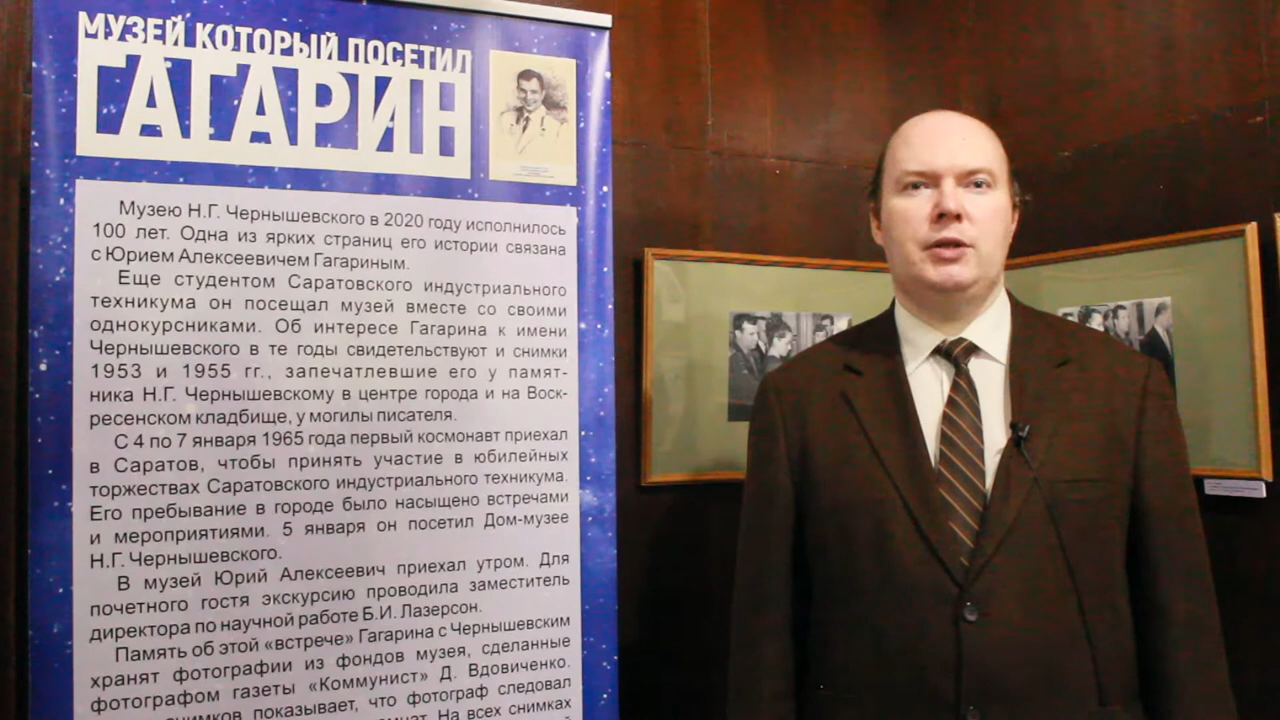 МУЗЕЙ КОТОРЫЙ ПОСЕТИЛ
ГАГАРИН
Музею Н.Г. Чернышевского в 2020 году исполнилось
100 лет. Одна из ярких страниц его истории связана
с Юрием Алексеевичем Гагариным.
Еще студентом Саратовского индустриального
техникума он посещал музей вместе со своими
однокурсниками. Об интересе Гагарина к имени
Чернышевского в те годы свидетельствуют и снимки
1953 и 1955 гг., запечатлевшие его у памят-
ника Н.Г. Чернышевскому в центре города и на Воск-
ресенском кладбище, у могилы писателя.
С 4 по 7 января 1965 года первый космонавт приехал
в Саратов, чтобы принять участие в юбилейных
торжествах Саратовского индустриального техникума.
Его пребывание в городе было насыщено встречами
и мероприятиями. 5 января он посетил Дом-музее
Н.Г. Чернышевского.
В музей Юрий Алексеевич приехал утром. Для
почетного гостя экскурсию проводила заместитель
директора по научной работе Б.И. Лазерсон.
Память об этой «встрече» Гагарина с Чернышевским
хранят фотографии из фондов музея, сделанные
фотографом газеты «Коммунист» Д. Вдовиченко.
снимков показывает, что фотограф следовал
На всех снимках